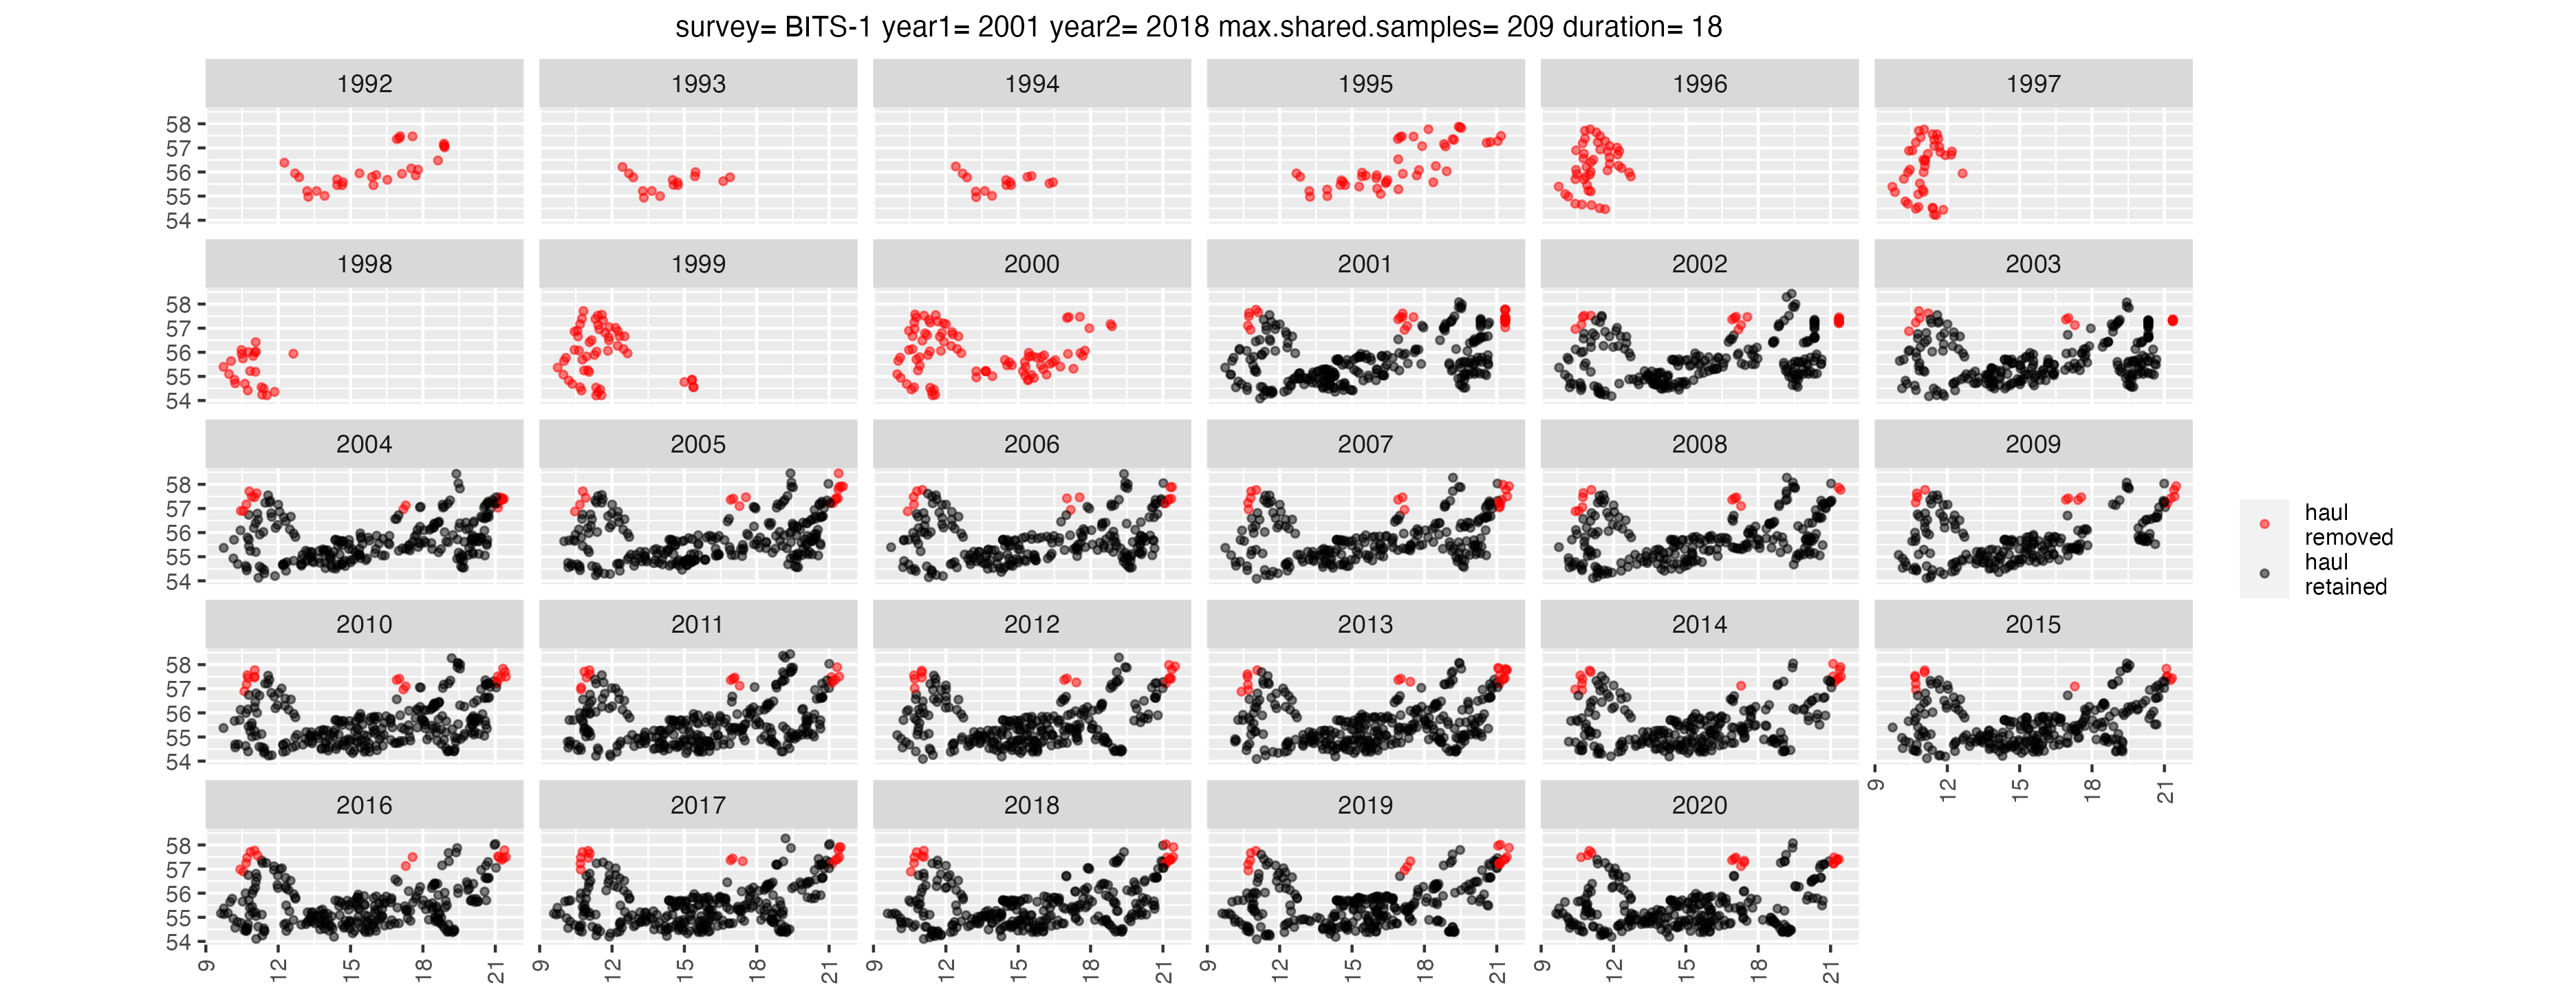 survey= BITS-1 year1= 2001 year2= 2018 max.shared.samples= 209 duration= 18
1992 1993 1994 1995 1996 1997
58
57
56
55
54
1998 1999 2000 2001 2002 2003
58
57
56
55
54
2004 2005 2006 2007 2008 2009
58
57
56
55
54
haul
removed
haul
retained
2010 2011 2012 2013 2014 2015
58
57
56
55
54
9 12 15 18 21
2016 2017 2018 2019 2020
58
57
56
55
54
9 12 15 18 21 9 12 15 18 21 9 12 15 18 21 9 12 15 18 21 9 12 15 18 21